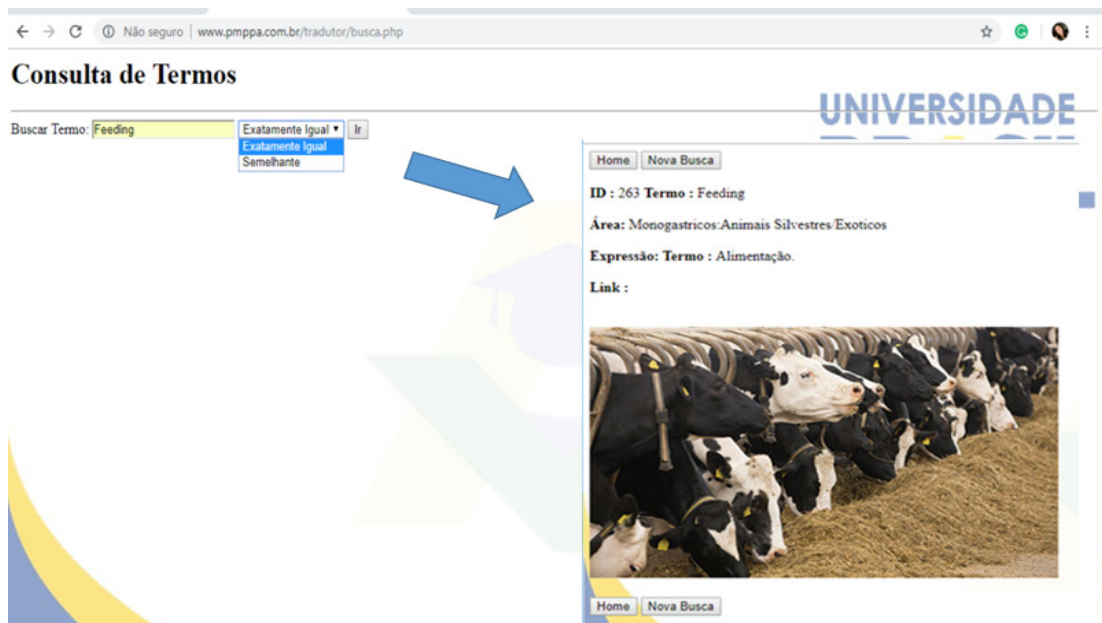 Não seguro | www.pmppa.com.br/tradutor/busca.php
Consulta de Termos
UNIVERSIDADE
Buscar Termo: Feeding Exatamente Igual Ir
Exatamente Igual
Semelhante
Home Nova Busca
ID : 263 Termo : Feeding
Área: Monogastricos:Animais Silvestres/Exoticos
Expressão: Termo : Alimentação.
Link :
Home Nova Busca